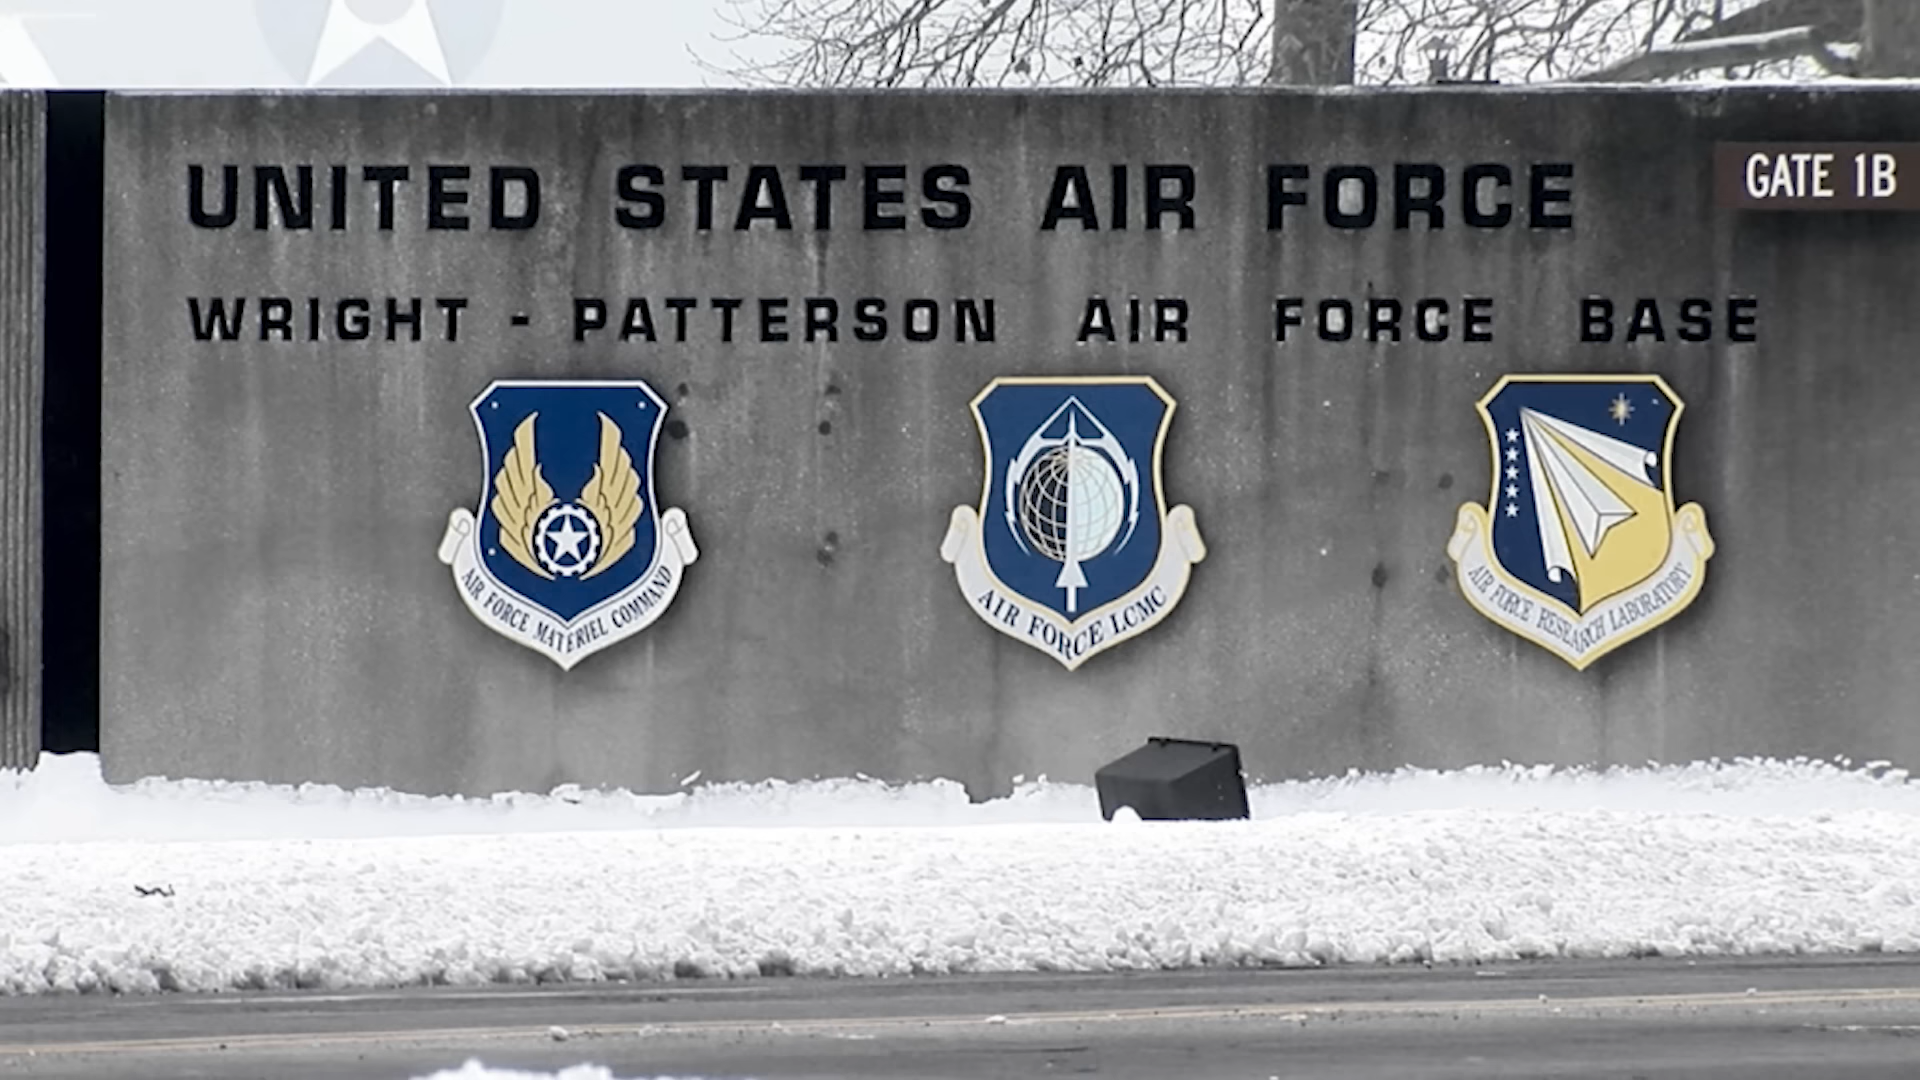 UNITED STATES AIR FORCE
GATE 1B
WRIGHT - PATTERSON AIR FORCE BASE
AIR FORCE MATERIEL COMMAND
AIR FORCE LCMC
AIR FORCE RESEARCH LABORATORY